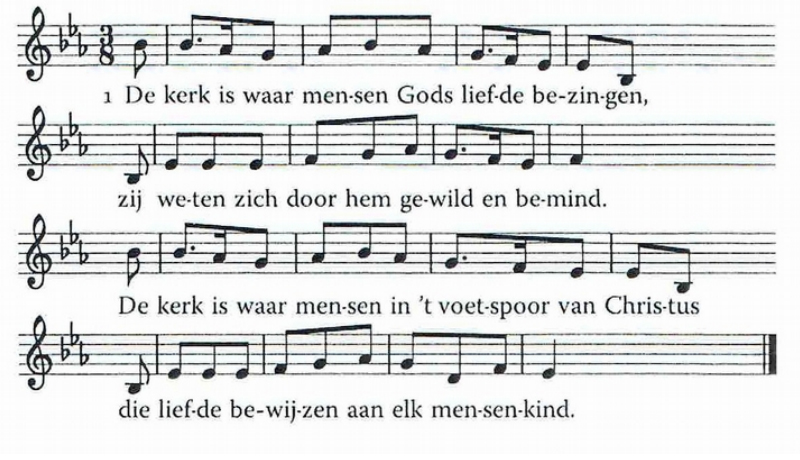 3
8
1 De kerk is waar men-sen Gods lief-de be-zin-gen,
zij we-ten zich door hem ge-wild en be-mind.
De kerk is waar men-sen in 't voet-spoor van Chris-tus
die lief-de be-wij-zen aan elk men-sen-kind.